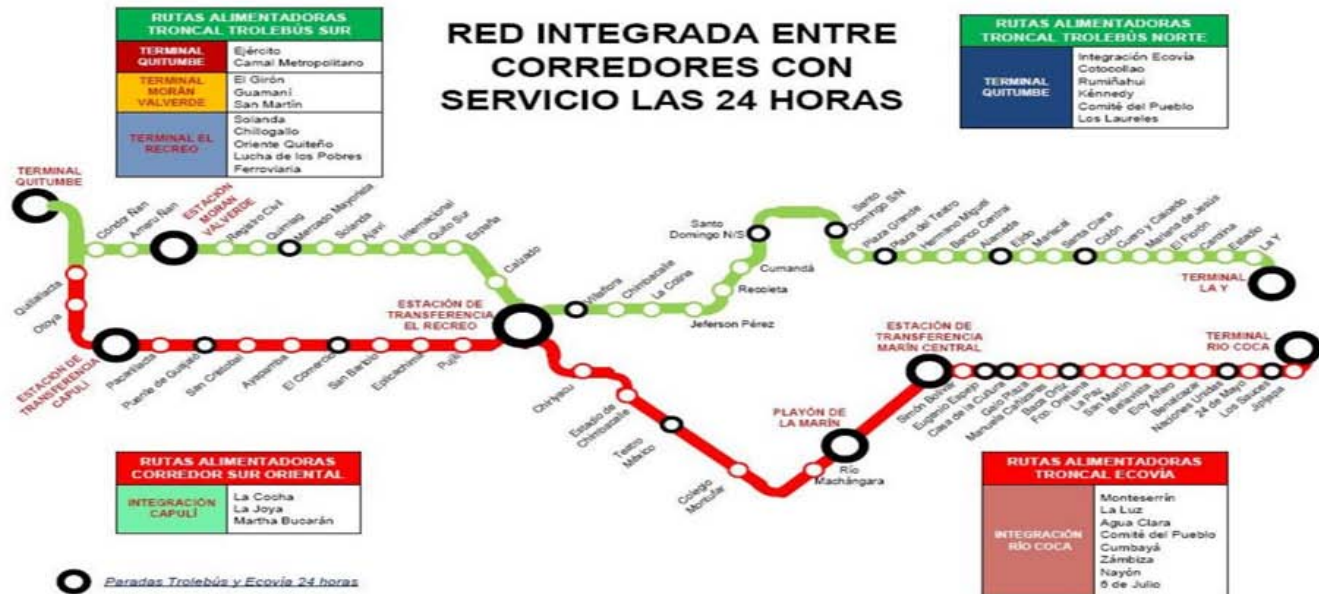 RUTAS ALIMENTADORAS
TRONCAL TROLEBÚS SUR
TERMINAL
QUITUMBE
Ejército
Camal Metropolitano
TERMINAL
MORÁN
VALVERDE
El Girón
Guamaní
San Martín
TERMINAL EL
RECREO
Solanda
Chillogallo
Oriente Quiteño
Lucha de los Pobres
Ferroviaria
RED INTEGRADA ENTRE
CORREDORES CON
SERVICIO LAS 24 HORAS
RUTAS ALIMENTADORAS
TRONCAL TROLEBÚS NORTE
TERMINAL
QUITUMBE
Integración Ecovía
Cotocollao
Rumiñahui
Kénnedy
Comité del Pueblo
Los Laureles
TERMINAL
QUITUMBE
Cóndor Ñan
Amaru Ñan
ESTACIÓN
MORAN
VALVERDE
Registro Civil
Quimiag
Mercado Mayorista
Solanda
Ajaví
Internacional
Quito Sur
España
Calzado
ESTACIÓN DE
TRANSFERENCIA
EL RECREO
Villaflora
Chimbacalle
La Colina
Jeferson Pérez
Recoleta
Cumandá
Santo
Domingo N/S
Santo
Domingo S/N
Plaza Grande
Plaza del Teatro
Hermano Miguel
Banco Central
Alameda
Ejido
Mariscal
Santa Clara
Colón
Cuero y Caicedo
Mariana de Jesús
El Florón
Carolina
Estadio
La Y
TERMINAL
LA Y
Quillallacta
Otoya
ESTACIÓN DE
TRANSFERENCIA
CAPULÍ
Pacarillacta
Puente de Guajaló
San Cristobal
Ayapamba
El Comercio
San Bartolo
Epliclachima
Pujilí
Chiriyacu
Estadio de
Chimbacalle
Teatro
México
Colegio
Montufar
Río
Machángara
PLAYÓN DE
LA MARÍN
ESTACIÓN DE
TRANSFERENCIA
MARÍN CENTRAL
Simón Bolívar
Eugenio Espejo
Casa de la Cultura
Galo Plaza
Manuela Cañizares
Baca Ortiz
Fco. Orellana
La Paz
San Martín
Bellavista
Eloy Alfaro
Benalcazar
Naciones Unidas
24 de Mayo
Los Sauces
Jipijapa
TERMINAL
RIO COCA
RUTAS ALIMENTADORAS
CORREDOR SUR ORIENTAL
INTEGRACIÓN
CAPULÍ
La Cocha
La Joya
Martha Bucarán
RUTAS ALIMENTADORAS
TRONCAL ECOVÍA
INTEGRACIÓN
RÍO COCA
Monteserrín
La Luz
Agua Clara
Comité del Pueblo
Cumbayá
Zámbiza
Nayón
6 de Julio
Paradas Trolebús y Ecovía 24 horas